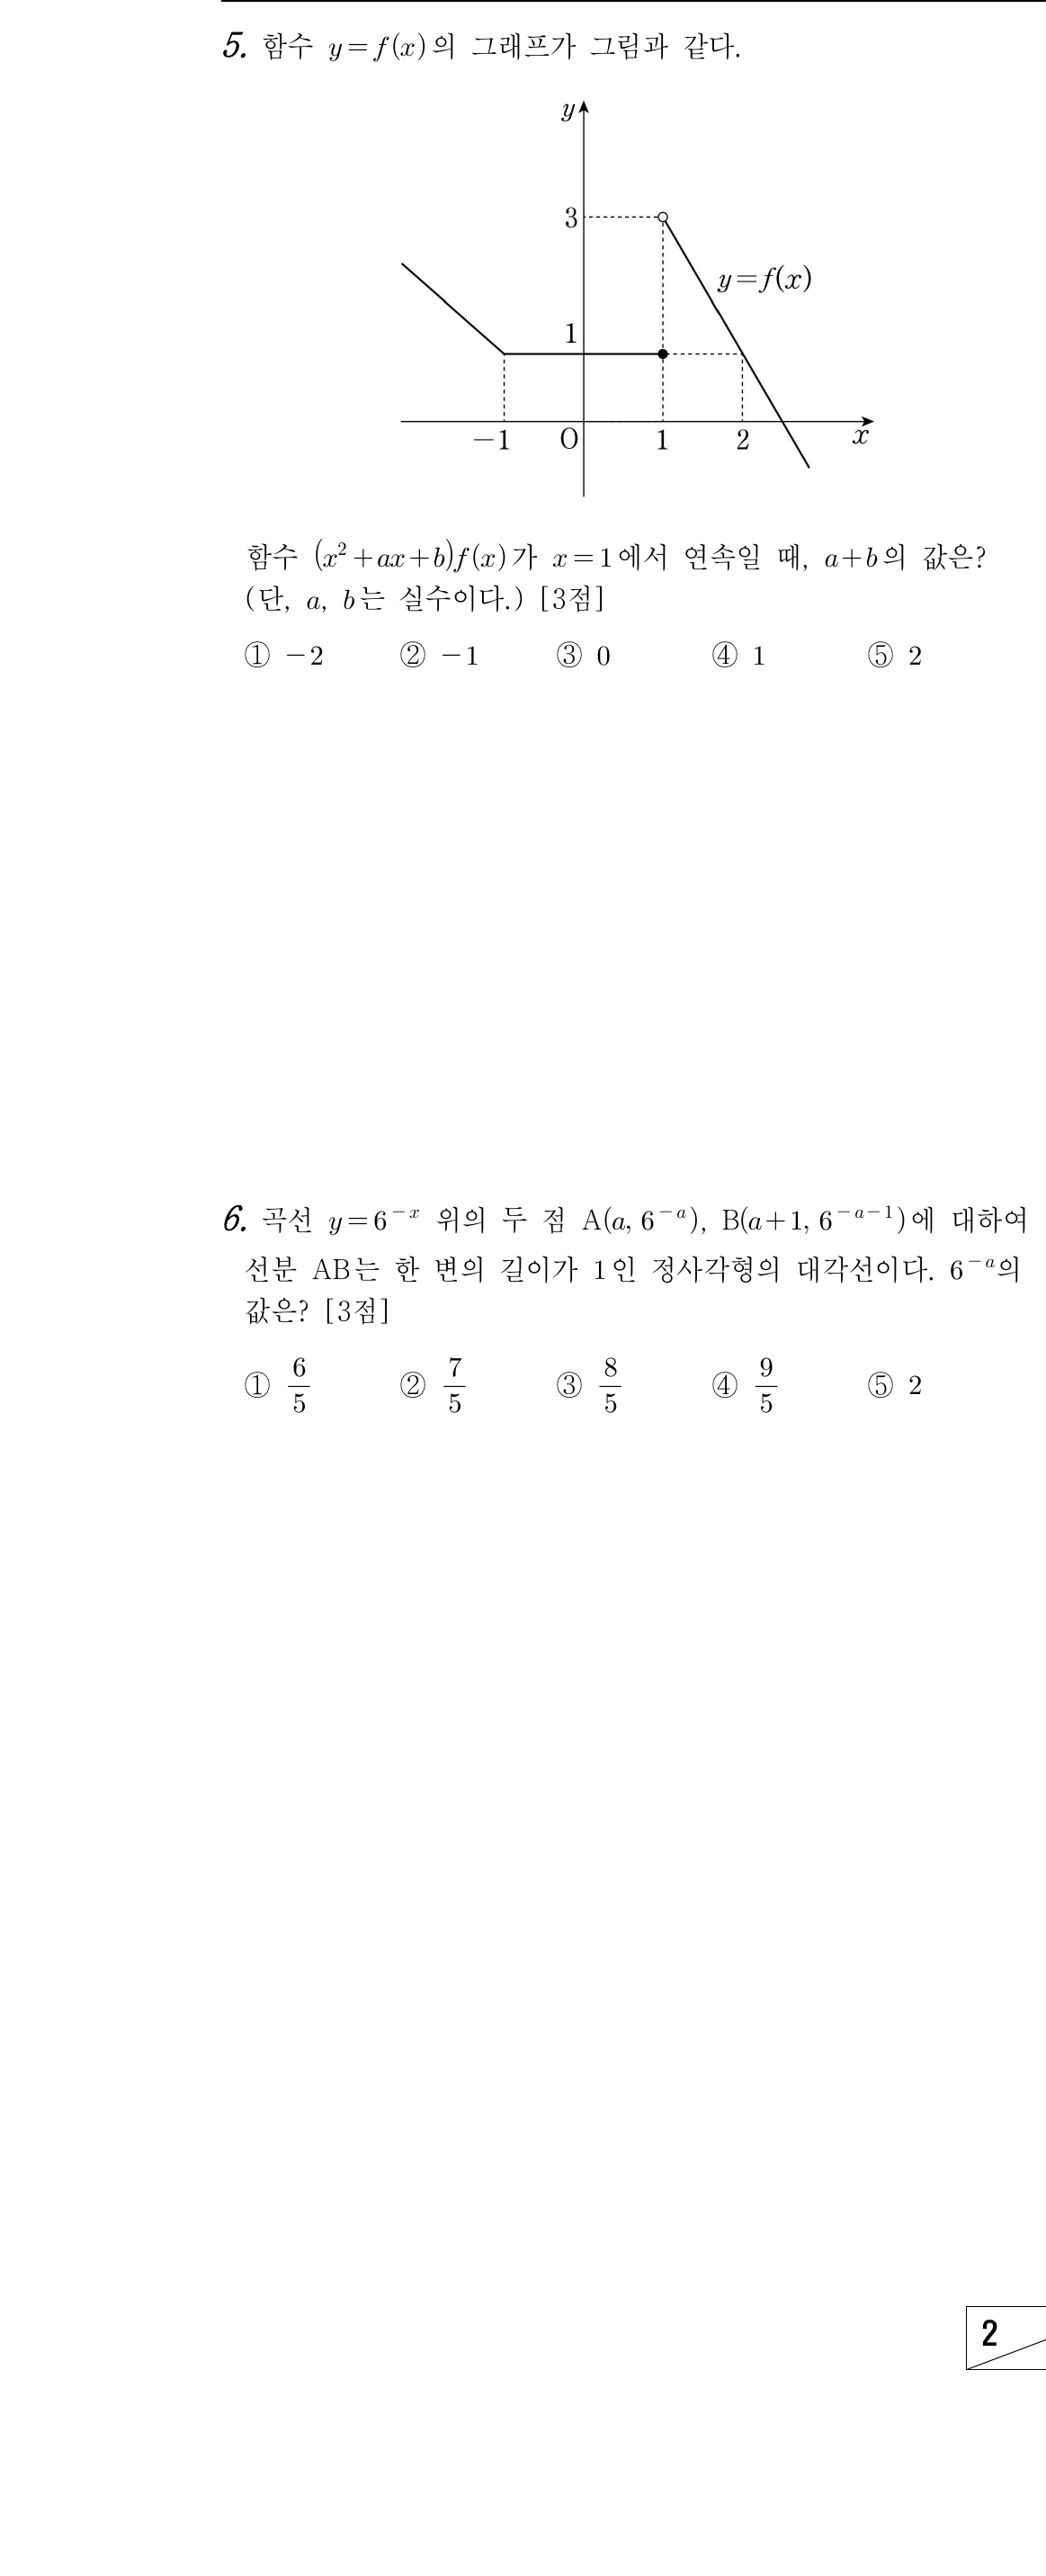 5. 함수 y=f(x)의 그래프가 그림과 같다.
y
3
y=f(x)
1
−1 O 1 2 x
함수 (x²+ax+b)f(x)가 x=1에서 연속일 때, a+b의 값은?
(단, a, b는 실수이다.) [3점]
① −2 ② −1 ③ 0 ④ 1 ⑤ 2
6. 곡선 y=6⁻ˣ 위의 두 점 A(a, 6⁻ᵃ), B(a+1, 6⁻ᵃ⁻¹)에 대하여
선분 AB는 한 변의 길이가 1인 정사각형의 대각선이다. 6⁻ᵃ의
값은? [3점]
① 6/5 ② 7/5 ③ 8/5 ④ 9/5 ⑤ 2
2